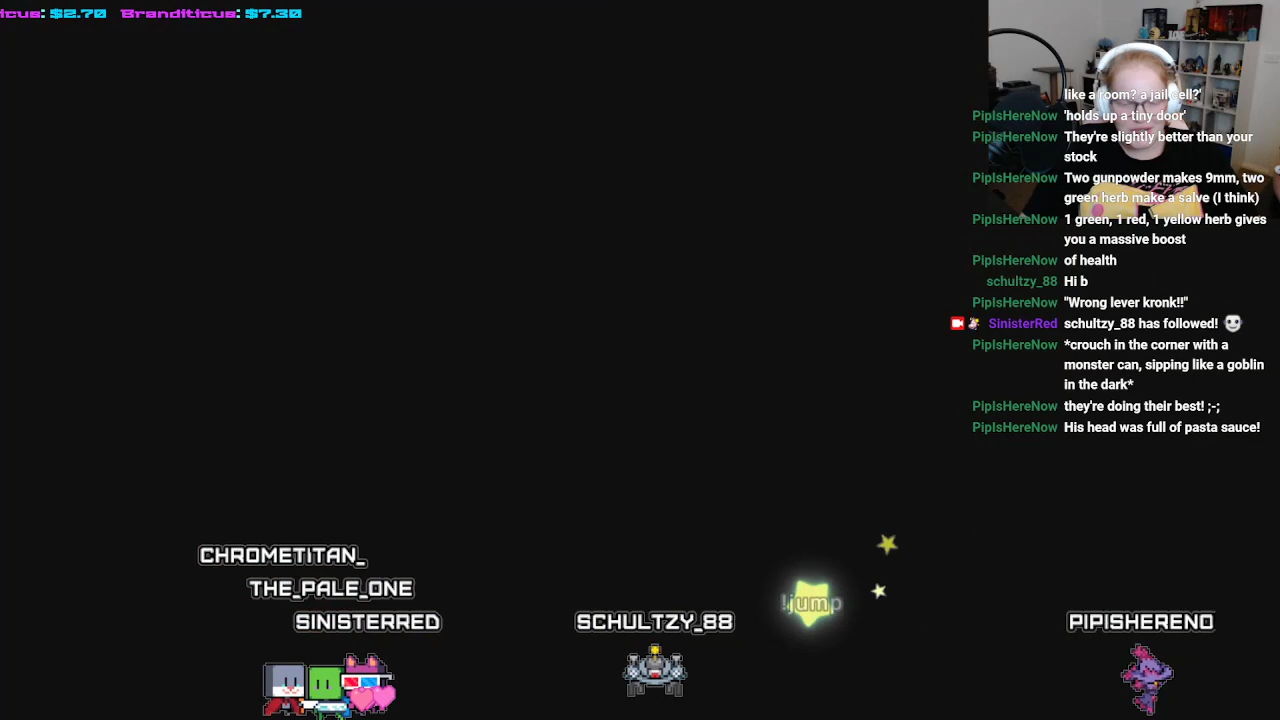 icus: $2.70 Branditicus: $7.30
like a room? a jail cell?'
PipIsHereNow 'holds up a tiny door'
PipIsHereNow They're slightly better than your
stock
PipIsHereNow Two gunpowder makes 9mm, two
green herb make a salve (I think)
PipIsHereNow 1 green, 1 red, 1 yellow herb gives
you a massive boost
PipIsHereNow of health
schultzy_88 Hi b
PipIsHereNow "Wrong lever kronk!!"
SinisterRed schultzy_88 has followed!
PipIsHereNow *crouch in the corner with a
monster can, sipping like a goblin
in the dark*
PipIsHereNow they're doing their best! ;-;
PipIsHereNow His head was full of pasta sauce!
CHROMETITAN_
THE_PALE_ONE
SINISTERRED
SCHULTZY_88
!jump
PIPISHERENO